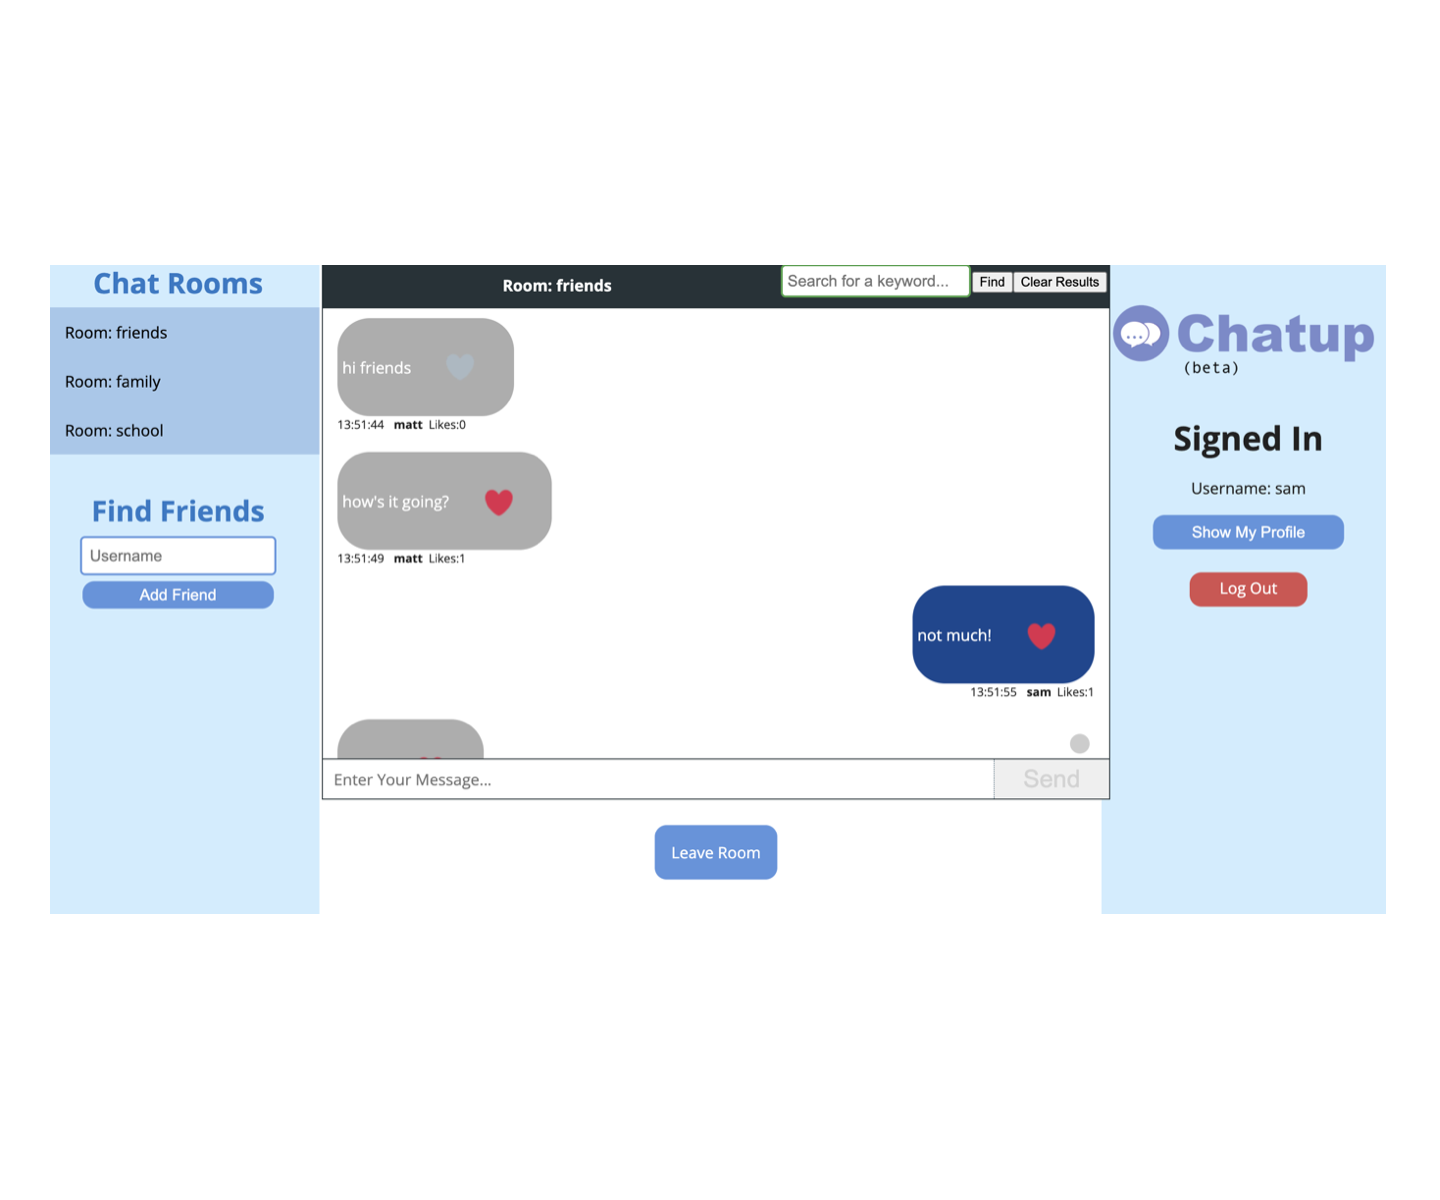 Chat Rooms
Room: friends
Room: family
Room: school
Find Friends
Username
Add Friend
Room: friends
Search for a keyword...
Find
Clear Results
hi friends
13:51:44 matt Likes:0
how's it going?
13:51:49 matt Likes:1
not much!
13:51:55 sam Likes:1
Enter Your Message...
Send
Leave Room
Chatup
(beta)
Signed In
Username: sam
Show My Profile
Log Out